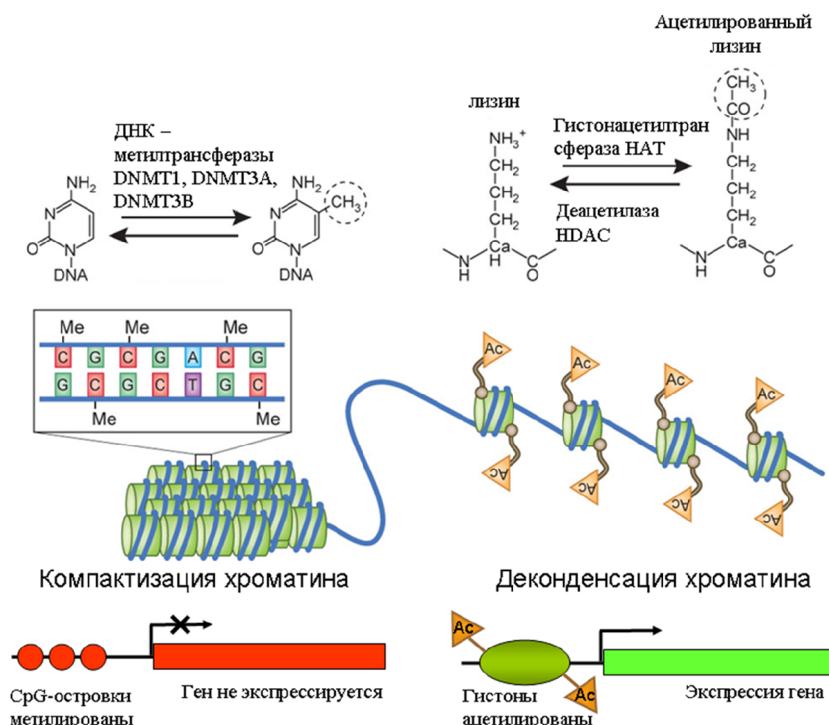 Ацетилированный
лизин
CH3
CO
NH
CH2
CH2
CH2
Ca
N
H
C
O
лизин
NH3+
CH2
CH2
CH2
Ca
H
N
H
C
O
Гистонацетилтран
сфераза HAT
Деацетилаза
HDAC
ДНК –
метилтрансферазы
DNMT1, DNMT3A,
DNMT3B
NH2
N
O
N
DNA
NH2
CH3
N
O
N
DNA
Me Me Me
C G C G A C G
G C G C T G C
Me Me
Ac Ac Ac Ac
Ac Ac Ac Ac
Компактизация хроматина
Деконденсация хроматина
CpG-островки
метилированы
Ген не экспрессируется
Ac
Ac
Гистоны
ацетилированы
Экспрессия гена